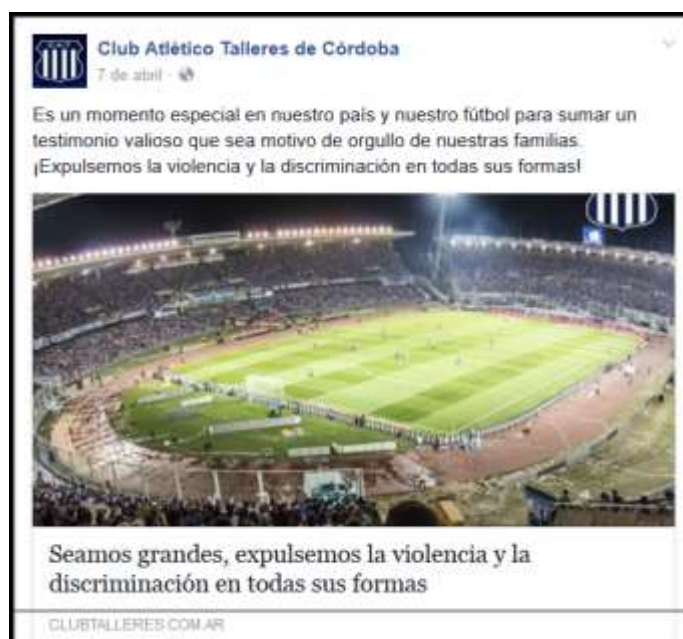 Club Atlético Talleres de Córdoba
7 de abril ·
Es un momento especial en nuestro país y nuestro fútbol para sumar un
testimonio valioso que sea motivo de orgullo de nuestras familias.
¡Expulsemos la violencia y la discriminación en todas sus formas!
Seamos grandes, expulsemos la violencia y la
discriminación en todas sus formas
CLUBTALLERES.COM.AR